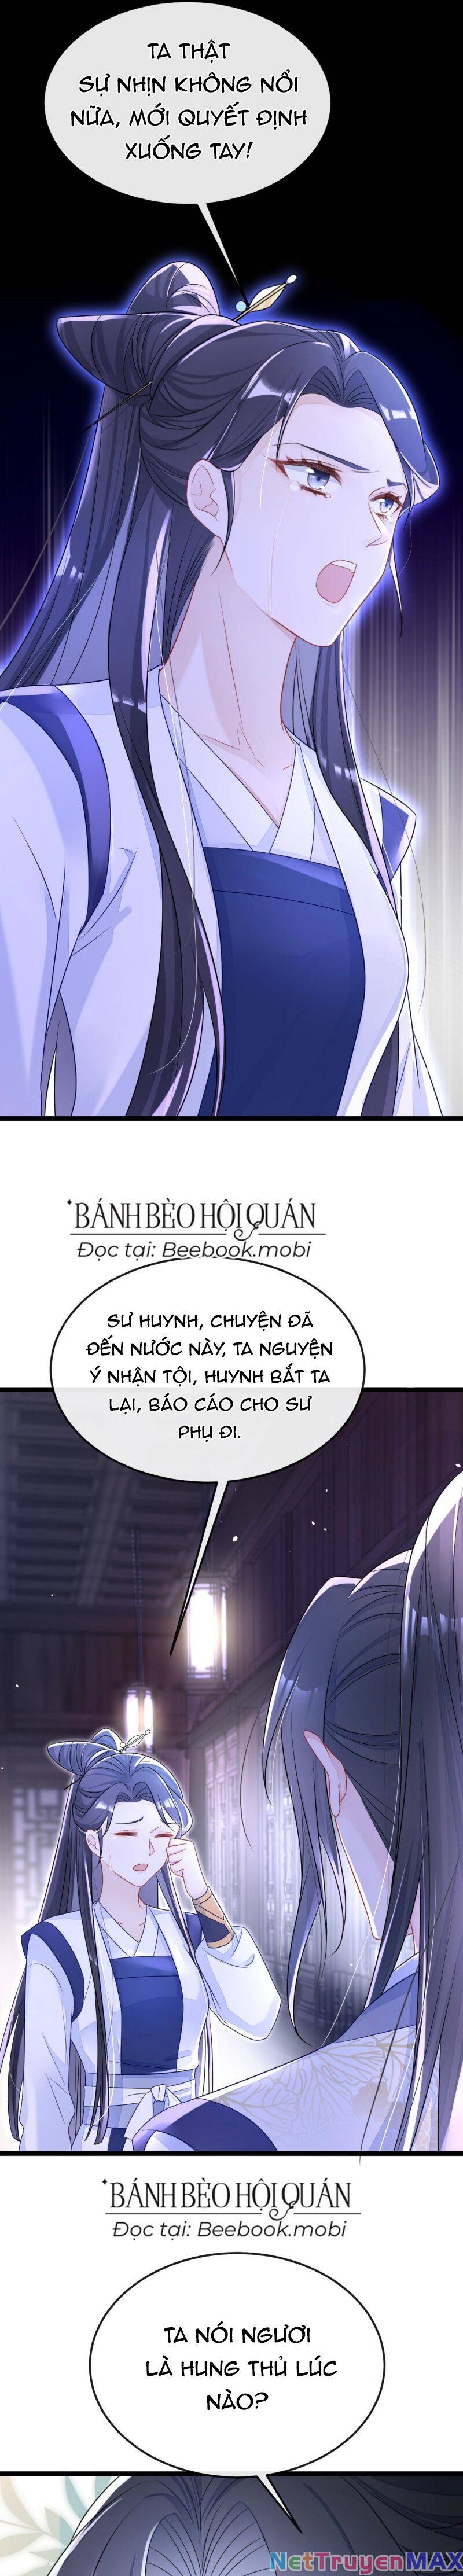 TA THẬT
SỰ NHỊN KHÔNG NỔI
NỮA, MỚI QUYẾT ĐỊNH
XUỐNG TAY!
BÁNH BÈO HỘI QUÁN
Đọc tại: Beebook.mobi
SƯ HUYNH, CHUYỆN ĐÃ
ĐẾN NƯỚC NÀY, TA NGUYỆN
Ý NHẬN TỘI, HUYNH BẮT TA
LẠI, BÁO CÁO CHO SƯ
PHỤ ĐI.
BÁNH BÈO HỘI QUÁN
Đọc tại: Beebook.mobi
TA NÓI NGƯƠI
LÀ HUNG THỦ LÚC
NÀO?
NETTRUYENMAX